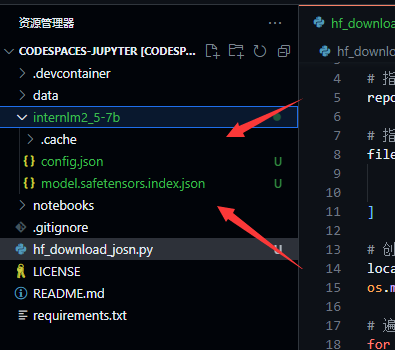 资源管理器 ···
CODESPACES-JUPYTER [CODESP...
.devcontainer
data
internlm2_5-7b
.cache
config.json U
model.safetensors.index.json U
notebooks
.gitignore
hf_download_josn.py U
LICENSE
README.md
requirements.txt
hf_downloa
hf_downloa
4 # 指
5 repo
6
7 # 指
8 file
9
10
11 ]
12
13 # 创
14 loca
15 os.m
16
17 # 遍
18 for